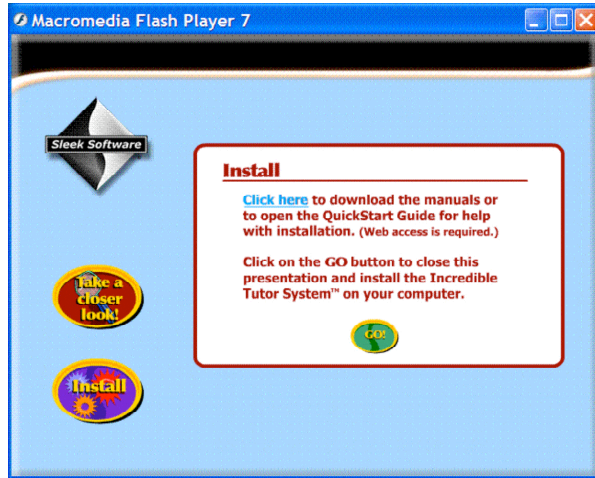 Macromedia Flash Player 7
Sleek Software
Install
Click here to download the manuals or
to open the QuickStart Guide for help
with installation. (Web access is required.)
Click on the GO button to close this
presentation and install the Incredible
Tutor System™ on your computer.
GO!
Take a
closer
look!
Install